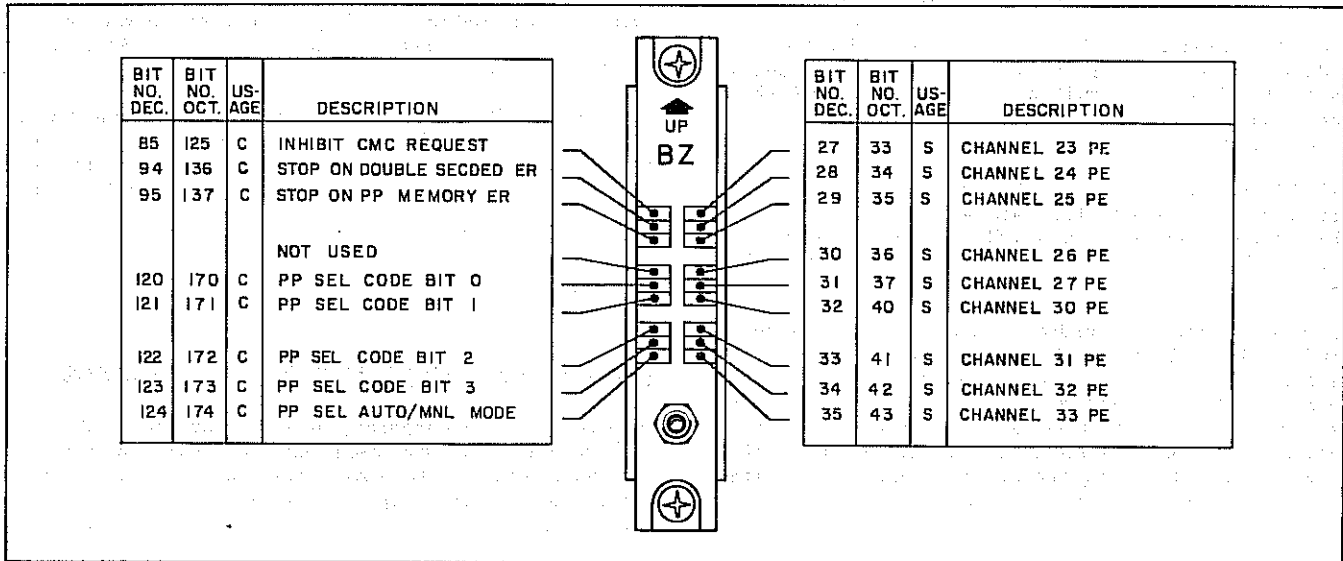 BIT NO. DEC. BIT NO. OCT. US-AGE DESCRIPTION
85 125 C INHIBIT CMC REQUEST
94 136 C STOP ON DOUBLE SECDED ER
95 137 C STOP ON PP MEMORY ER
NOT USED
120 170 C PP SEL CODE BIT 0
121 171 C PP SEL CODE BIT 1
122 172 C PP SEL CODE BIT 2
123 173 C PP SEL CODE BIT 3
124 174 C PP SEL AUTO/MNL MODE
UP
BZ
BIT NO. DEC. BIT NO. OCT. US-AGE DESCRIPTION
27 33 S CHANNEL 23 PE
28 34 S CHANNEL 24 PE
29 35 S CHANNEL 25 PE
30 36 S CHANNEL 26 PE
31 37 S CHANNEL 27 PE
32 40 S CHANNEL 30 PE
33 41 S CHANNEL 31 PE
34 42 S CHANNEL 32 PE
35 43 S CHANNEL 33 PE